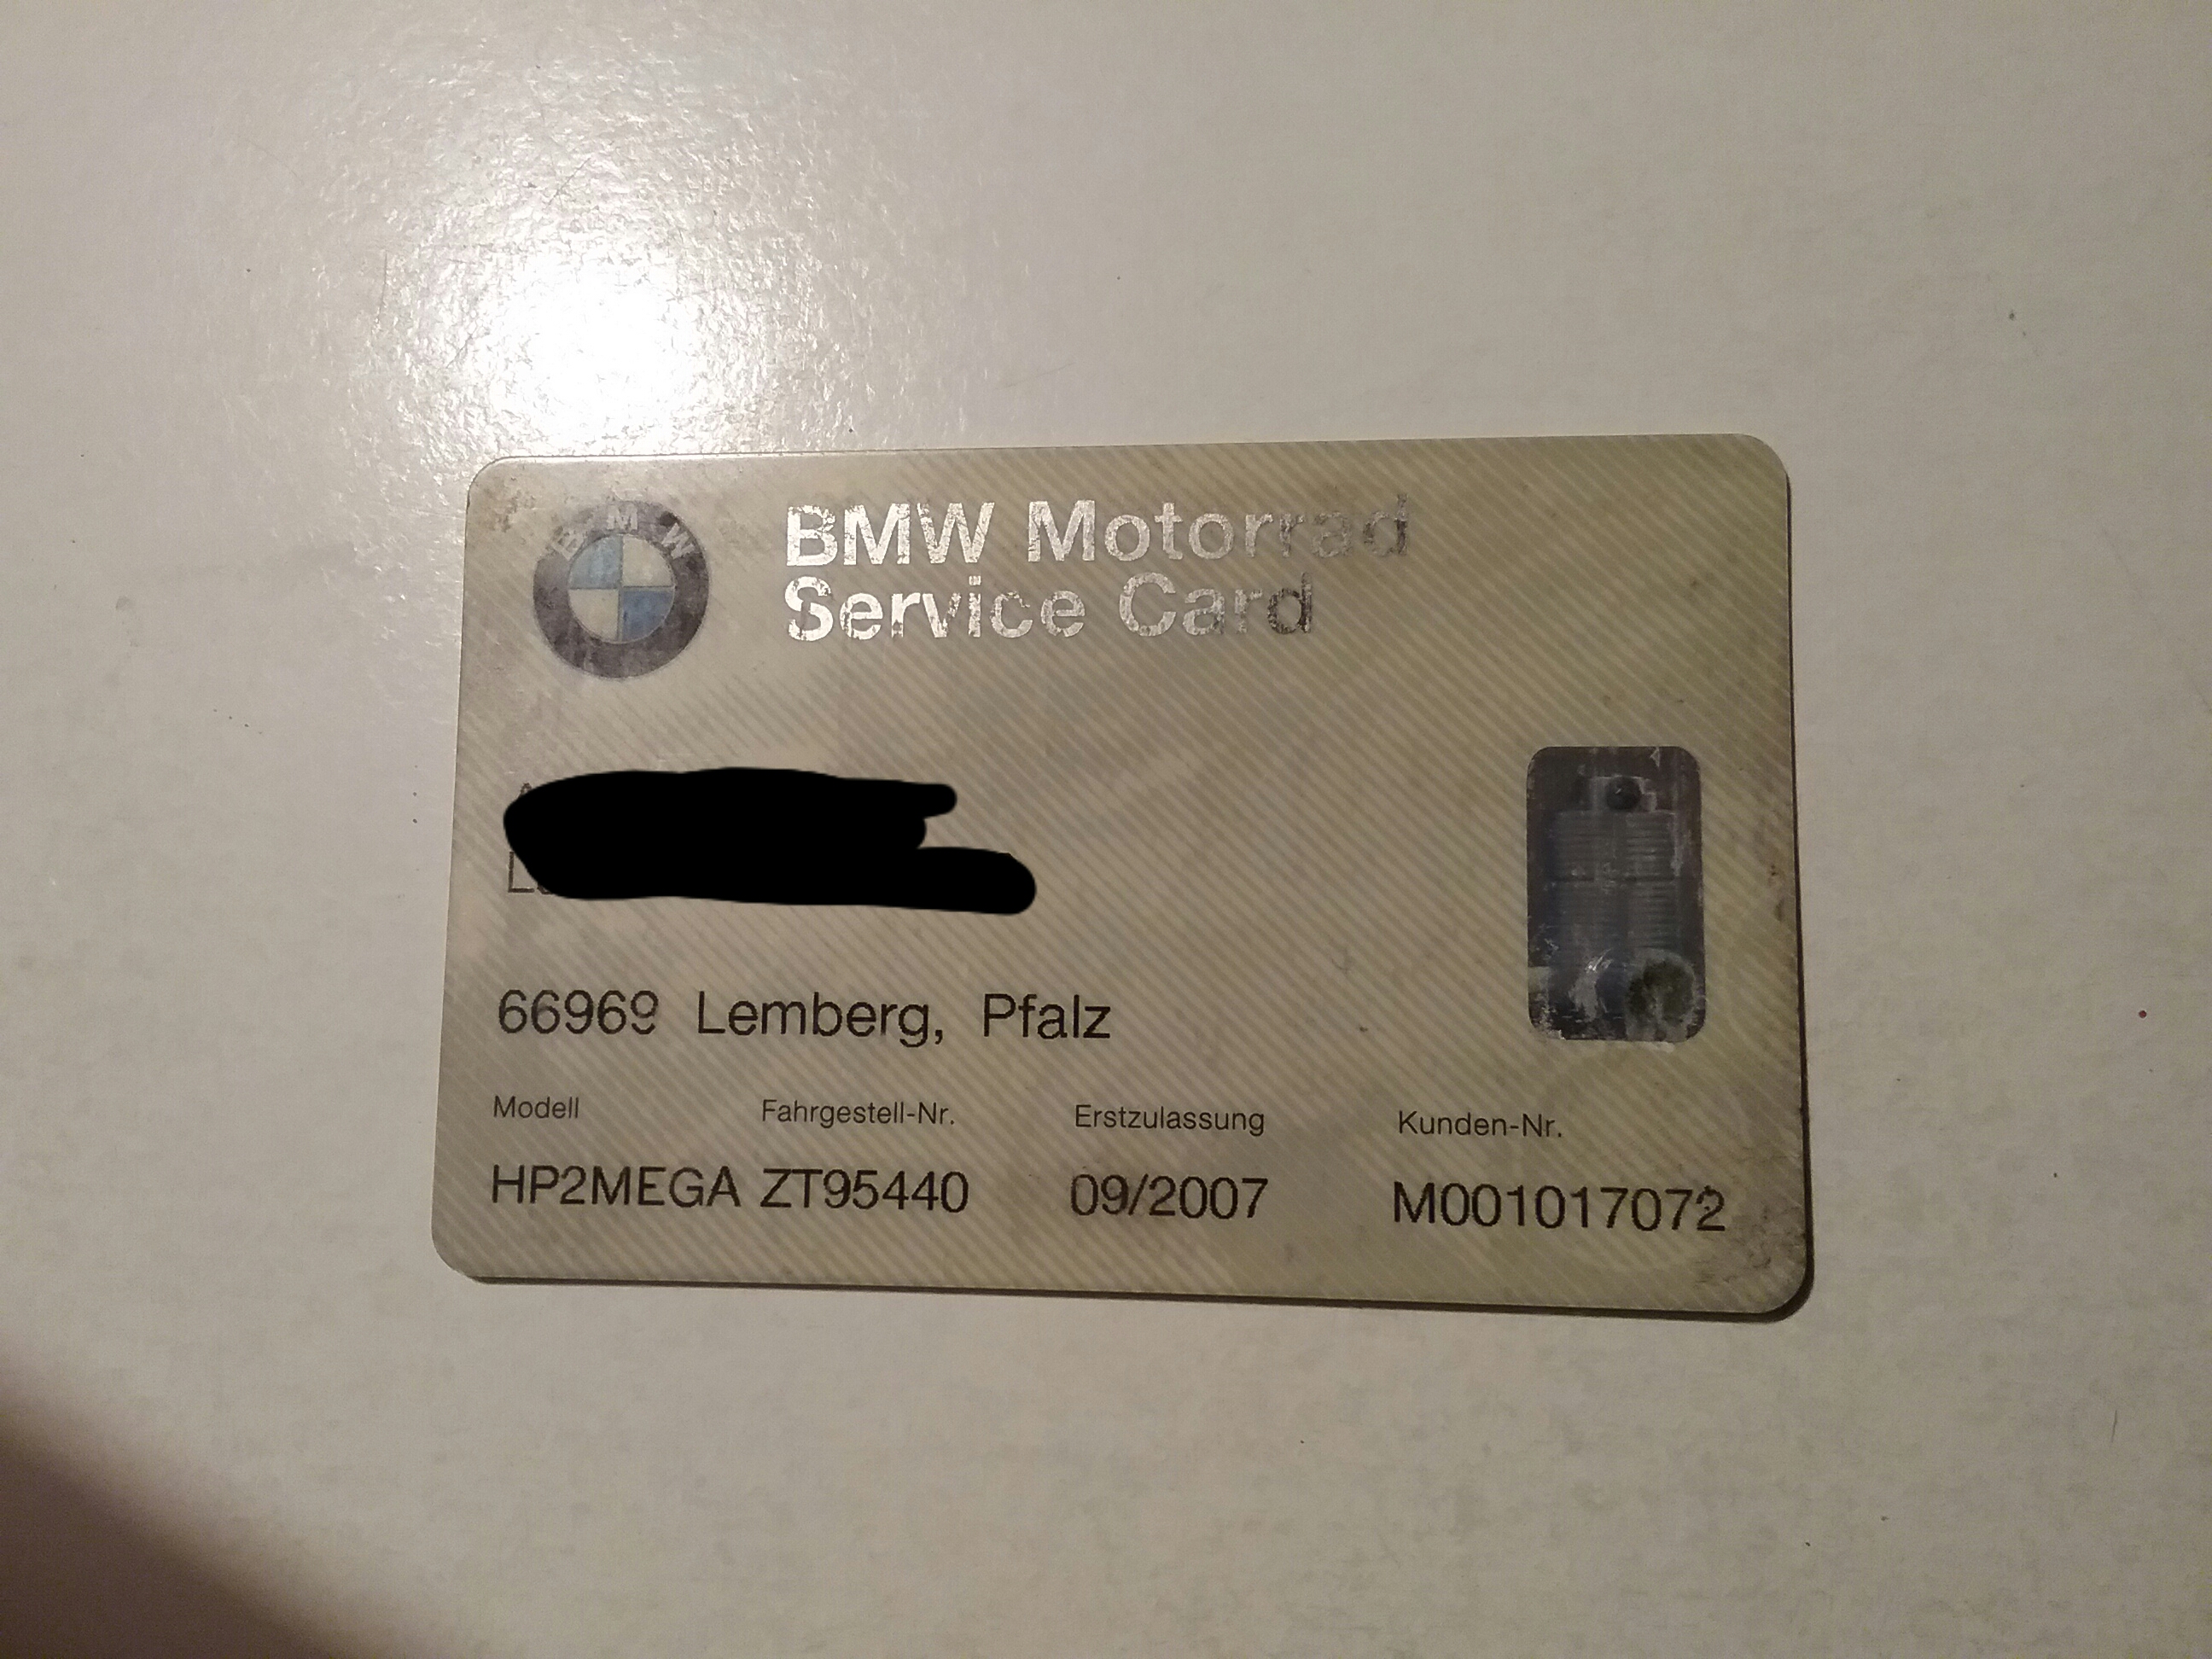 BMW
BMW Motorrad
Service Card
66969 Lemberg, Pfalz
Modell Fahrgestell-Nr. Erstzulassung Kunden-Nr.
HP2MEGA ZT95440 09/2007 M001017072